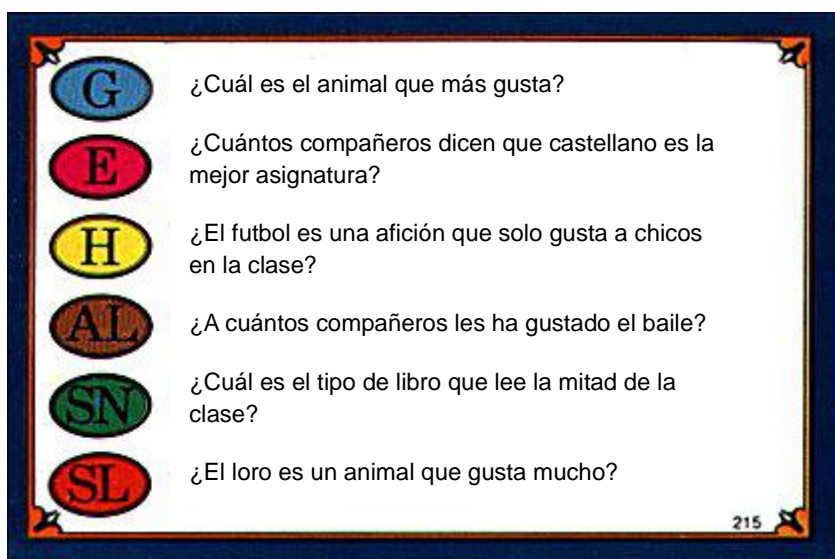 G ¿Cuál es el animal que más gusta?
E ¿Cuántos compañeros dicen que castellano es la
mejor asignatura?
H ¿El futbol es una afición que solo gusta a chicos
en la clase?
AL ¿A cuántos compañeros les ha gustado el baile?
SN ¿Cuál es el tipo de libro que lee la mitad de la
clase?
SL ¿El loro es un animal que gusta mucho?
215